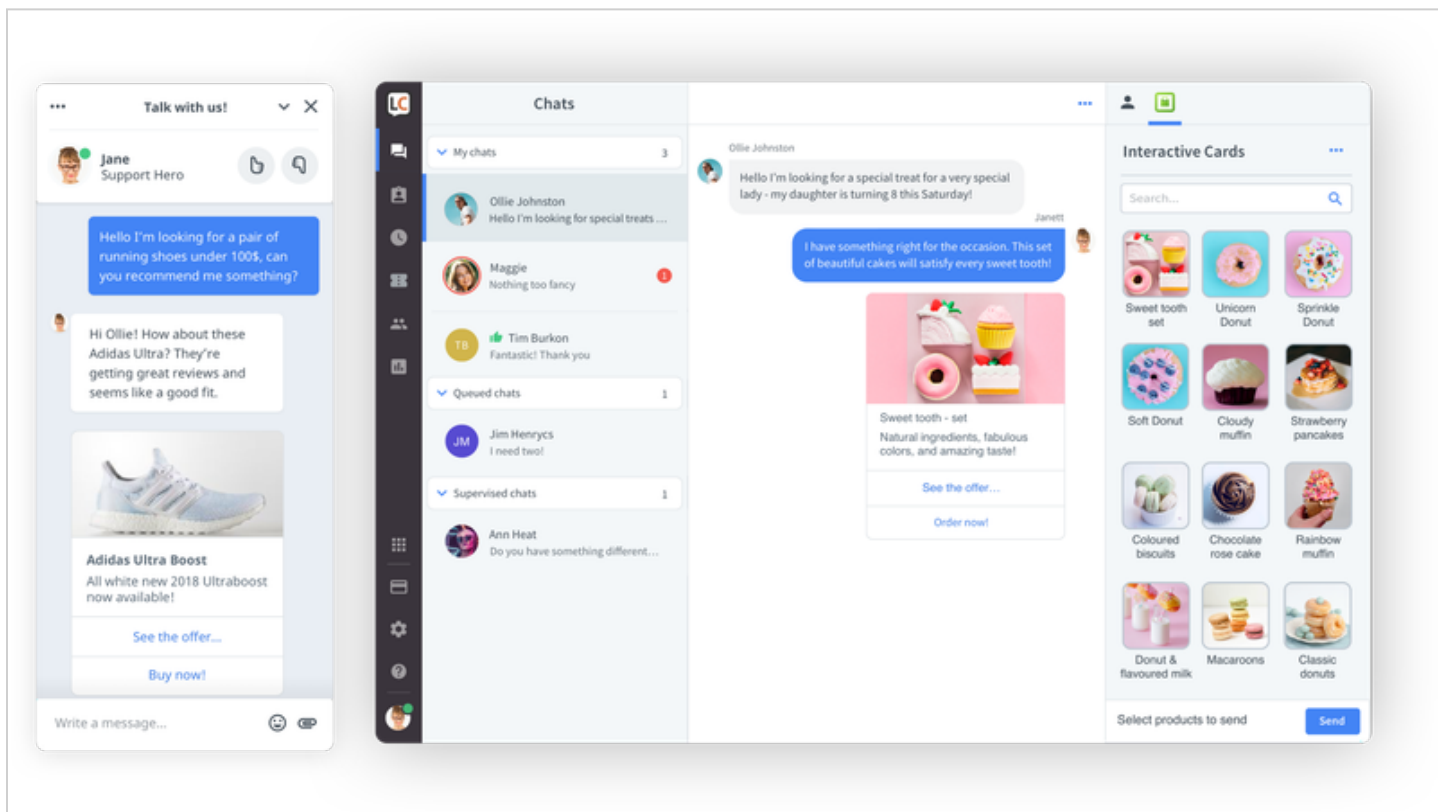 Talk with us!
Jane
Support Hero
Hello I'm looking for a pair of
running shoes under 100$, can
you recommend me something?
Hi Ollie! How about these
Adidas Ultra? They're
getting great reviews and
seems like a good fit.
Adidas Ultra Boost
All white new 2018 Ultraboost
now available!
See the offer...
Buy now!
Write a message...
LC
Chats
My chats 3
Ollie Johnston
Hello I'm looking for special treats ...
Maggie
Nothing too fancy
1
TB
Tim Burkon
Fantastic! Thank you
Queued chats 1
JM
Jim Henrycs
I need two!
Supervised chats 1
Ann Heat
Do you have something different...
Ollie Johnston
Hello I'm looking for a special treat for a very special
lady - my daughter is turning 8 this Saturday!
Janett
I have something right for the occasion. This set
of beautiful cakes will satisfy every sweet tooth!
Sweet tooth - set
Natural ingredients, fabulous
colors, and amazing taste!
See the offer...
Order now!
Interactive Cards
Search...
Sweet tooth
set
Unicorn
Donut
Sprinkle
Donut
Soft Donut
Cloudy
muffin
Strawberry
pancakes
Coloured
biscuits
Chocolate
rose cake
Rainbow
muffin
Donut &
flavoured milk
Macaroons
Classic
donuts
Select products to send
Send